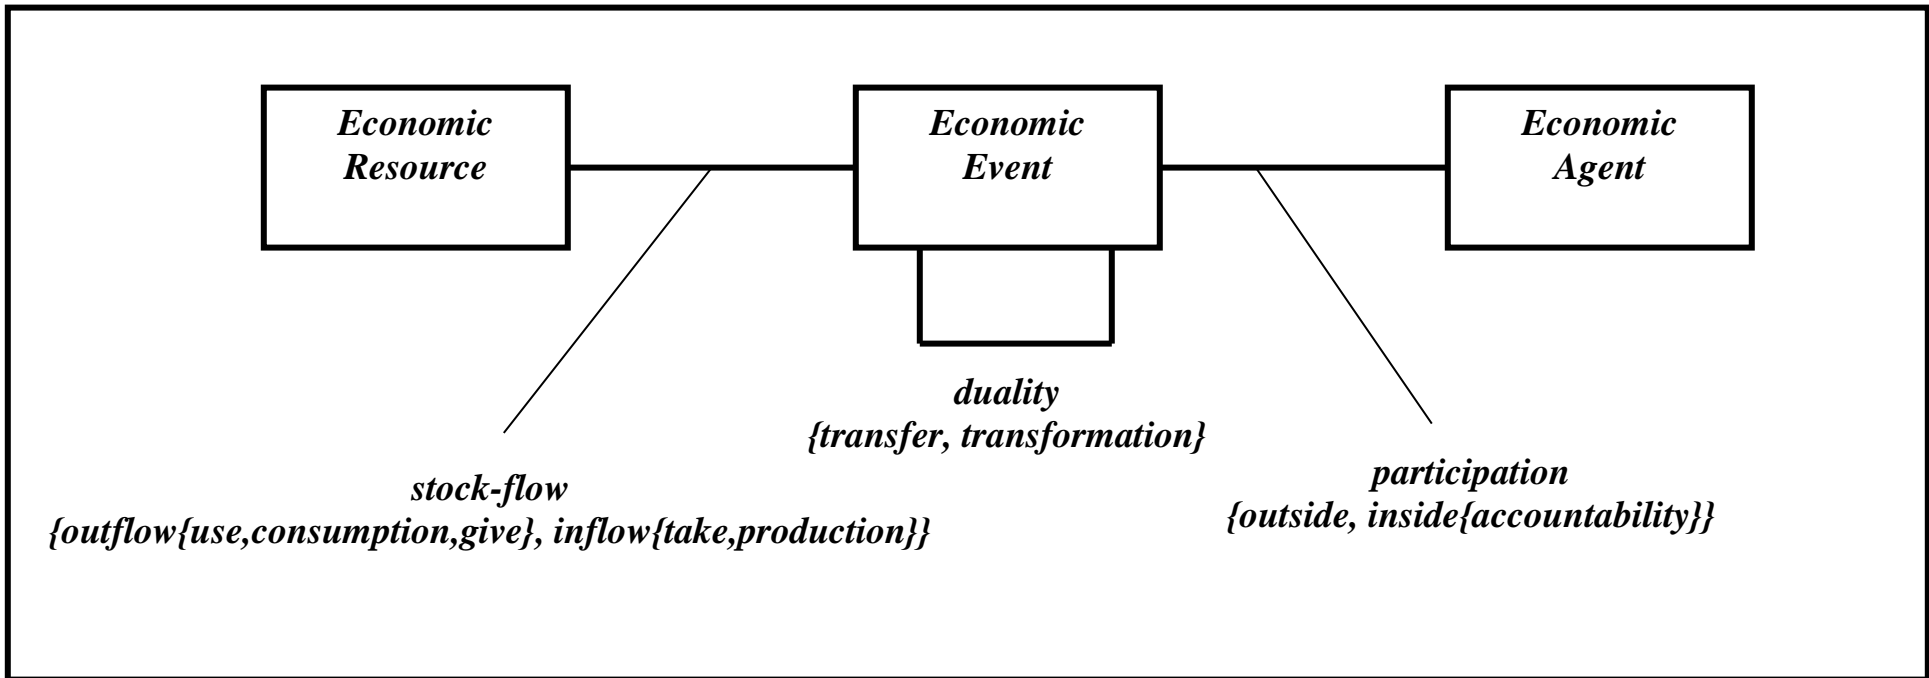 Economic
Resource
Economic
Event
Economic
Agent
duality
{transfer, transformation}
stock-flow
{outflow{use,consumption,give}, inflow{take,production}}
participation
{outside, inside{accountability}}